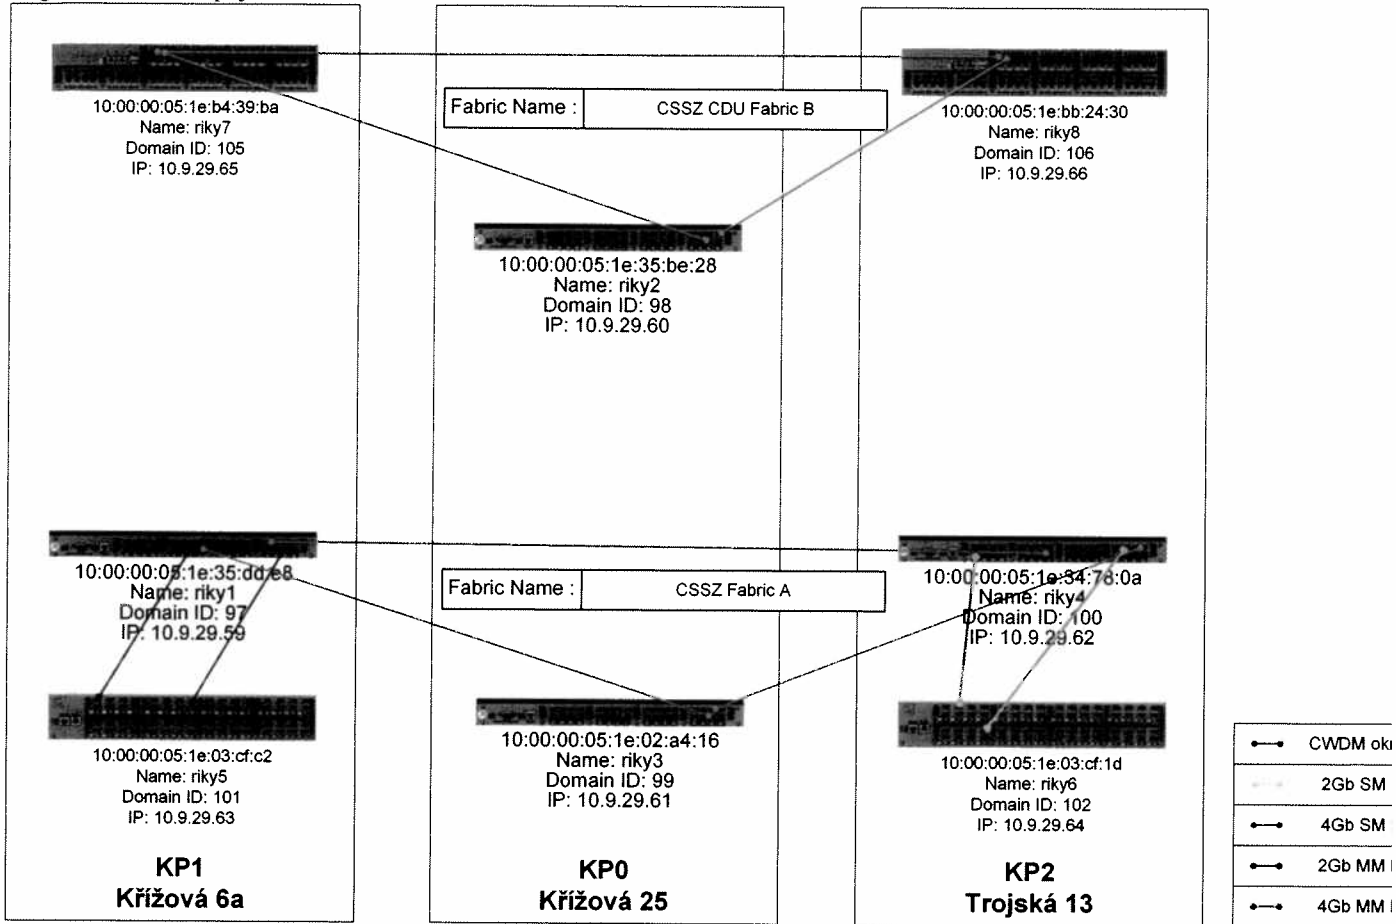 10:00:00:05:1e:b4:39:ba
Name: riky7
Domain ID: 105
IP: 10.9.29.65
Fabric Name :
CSSZ CDU Fabric B
10:00:00:05:1e:bb:24:30
Name: riky8
Domain ID: 106
IP: 10.9.29.66
10:00:00:05:1e:35:be:28
Name: riky2
Domain ID: 98
IP: 10.9.29.60
10:00:00:05:1e:35:dd:e8
Name: riky1
Domain ID: 97
IP: 10.9.29.59
Fabric Name :
CSSZ Fabric A
10:00:00:05:1e:34:78:0a
Name: riky4
Domain ID: 100
IP: 10.9.29.62
10:00:00:05:1e:03:cf:c2
Name: riky5
Domain ID: 101
IP: 10.9.29.63
10:00:00:05:1e:02:a4:16
Name: riky3
Domain ID: 99
IP: 10.9.29.61
10:00:00:05:1e:03:cf:1d
Name: riky6
Domain ID: 102
IP: 10.9.29.64
KP1
Křížová 6a
KP0
Křížová 25
KP2
Trojská 13
CWDM
2Gb SM
4Gb SM
2Gb MM
4Gb MM